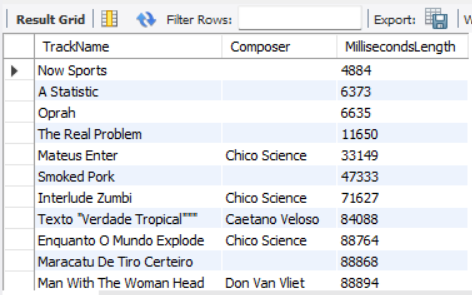 Result Grid Filter Rows: Export: W
TrackName Composer MillisecondsLength
Now Sports 4884
A Statistic 6373
Oprah 6635
The Real Problem 11650
Mateus Enter Chico Science 33149
Smoked Pork 47333
Interlude Zumbi Chico Science 71627
Texto "Verdade Tropical""" Caetano Veloso 84088
Enquanto O Mundo Explode Chico Science 88764
Maracatu De Tiro Certeiro 88868
Man With The Woman Head Don Van Vliet 88894